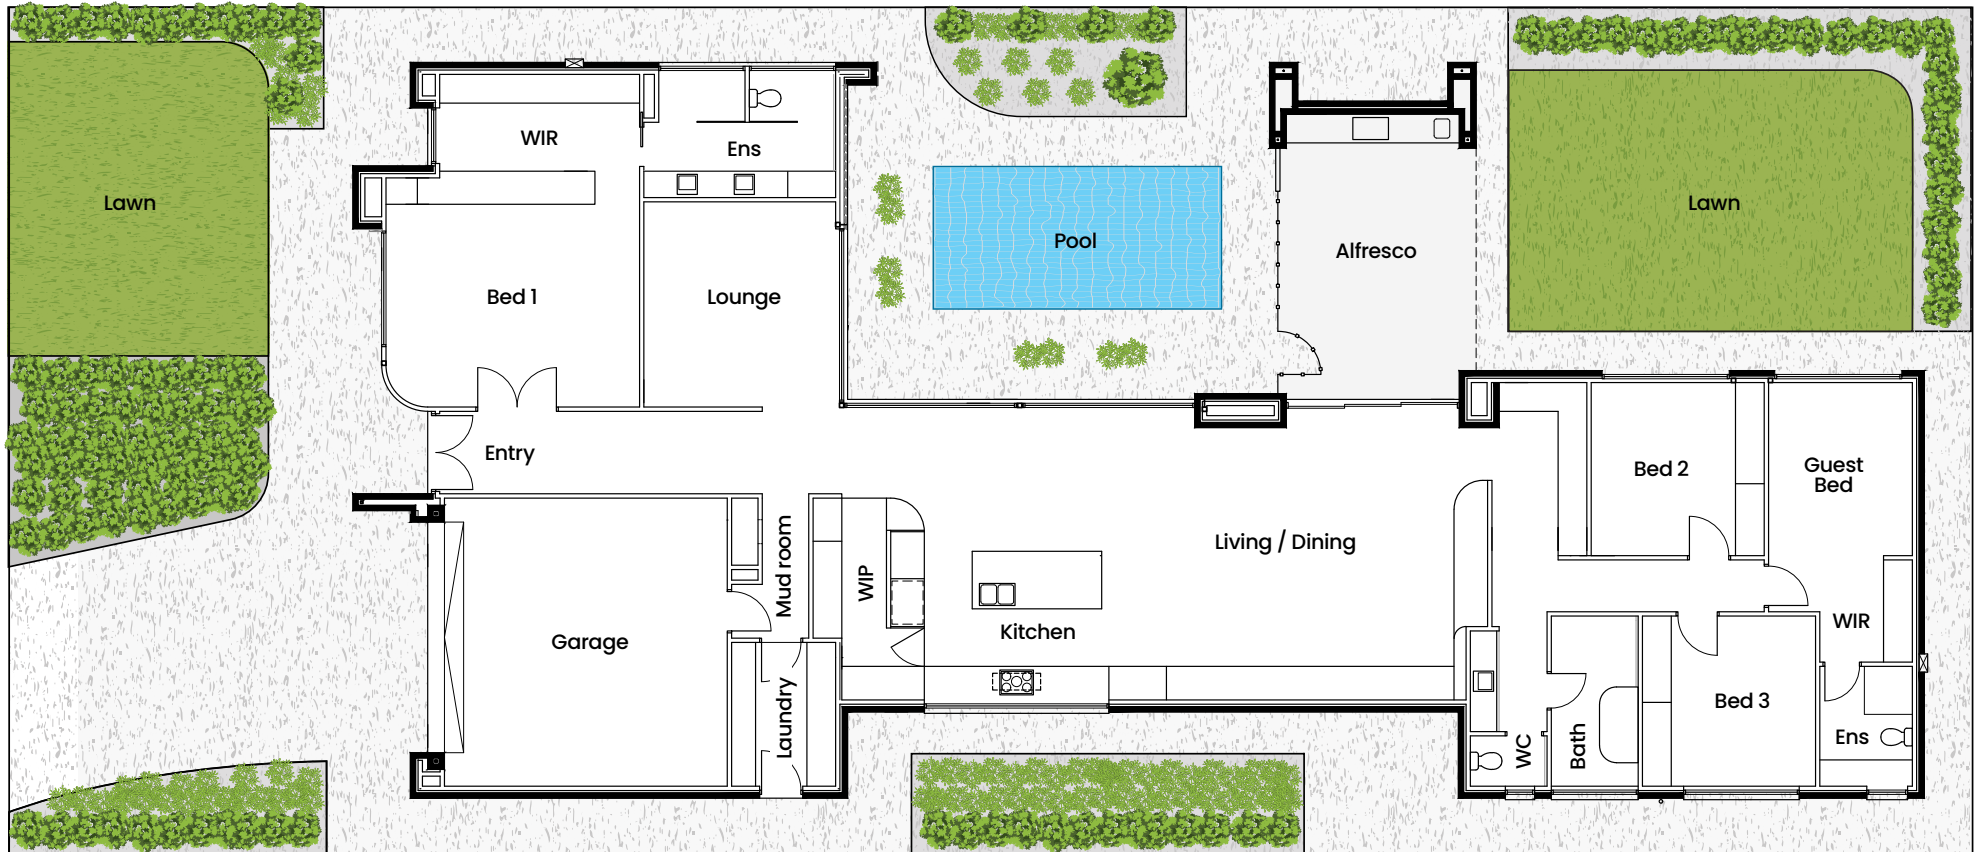 WIR
Ens
Lawn
Lawn
Pool
Alfresco
Bed 1
Lounge
Entry
Bed 2
Guest
Bed
Mud room
WIP
Living / Dining
Kitchen
Garage
WIR
Laundry
Bed 3
WC
Bath
Ens